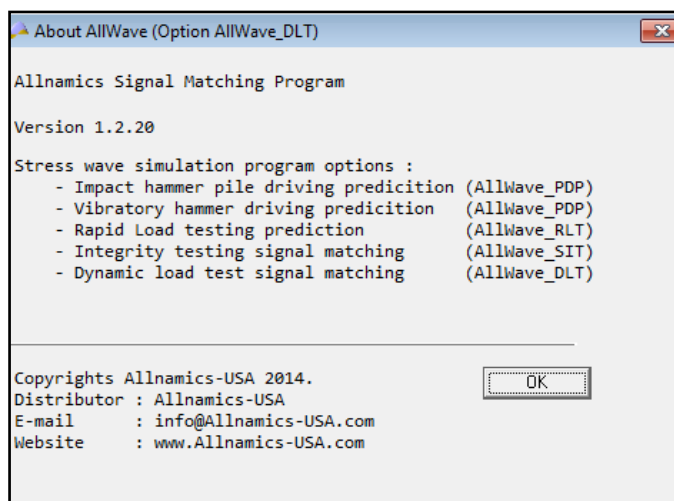 About AllWave (Option AllWave_DLT)
Allnamics Signal Matching Program
Version 1.2.20
Stress wave simulation program options :
- Impact hammer pile driving predicition (AllWave_PDP)
- Vibratory hammer driving predicition (AllWave_PDP)
- Rapid Load testing prediction (AllWave_RLT)
- Integrity testing signal matching (AllWave_SIT)
- Dynamic load test signal matching (AllWave_DLT)
Copyrights Allnamics-USA 2014.
OK
Distributor : Allnamics-USA
E-mail : info@Allnamics-USA.com
Website : www.Allnamics-USA.com